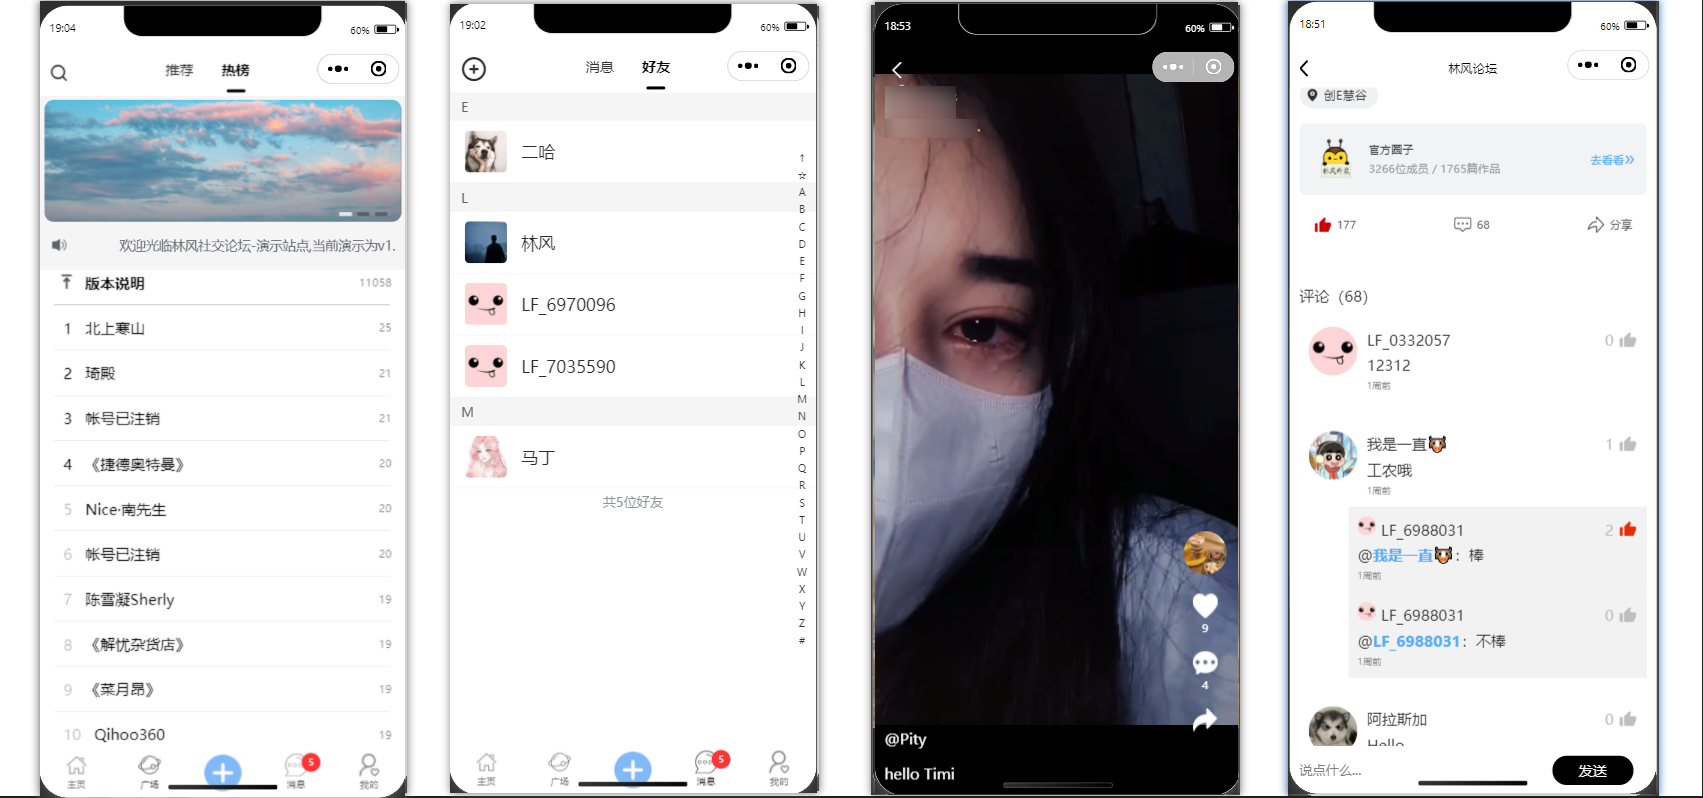 19:04
60%
推荐
热榜
欢迎光临林风社交论坛-演示站点,当前演示为v1.
版本说明 11058
1 北上寒山 25
2 琦殿 21
3 帐号已注销 21
4 《捷德奥特曼》 20
5 Nice·南先生 20
6 帐号已注销 20
7 陈雪凝Sherly 19
8 《解忧杂货店》 19
9 《菜月昂》 19
10 Qihoo360 19
主页
广场
5
消息
我的
19:02
60%
消息
好友
E
二哈
L
林风
LF_6970096
LF_7035590
M
马丁
共5位好友
↑
☆
A
B
C
D
E
F
G
H
I
J
K
L
M
N
O
P
Q
R
S
T
U
V
W
X
Y
Z
#
主页
广场
5
消息
我的
18:53
60%
9
4
@Pity
hello Timi
18:51
60%
林风论坛
创E慧谷
官方圈子
3266位成员 / 1765篇作品
去看看»
177
68
分享
评论（68）
LF_0332057 0
12312
1周前
我是一直🐯 1
工农哦
1周前
LF_6988031 2
@我是一直🐯：棒
1周前
LF_6988031 0
@LF_6988031：不棒
1周前
阿拉斯加 0
Hello
说点什么...
发送